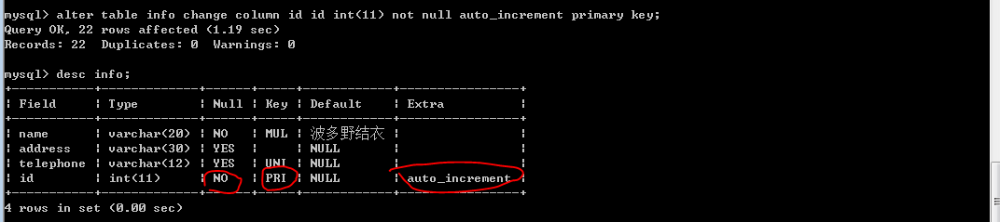 mysql> alter table info change column id id int(11) not null auto_increment primary key;
Query OK, 22 rows affected (1.19 sec)
Records: 22  Duplicates: 0  Warnings: 0
mysql> desc info;
+-----------+-------------+------+-----+------------+----------------+
| Field     | Type        | Null | Key | Default    | Extra          |
+-----------+-------------+------+-----+------------+----------------+
| name      | varchar(20) | NO   | MUL | 波多野结衣 |                |
| address   | varchar(30) | YES  |     | NULL       |                |
| telephone | varchar(12) | YES  | UNI | NULL       |                |
| id        | int(11)     | NO   | PRI | NULL       | auto_increment |
+-----------+-------------+------+-----+------------+----------------+
4 rows in set (0.00 sec)